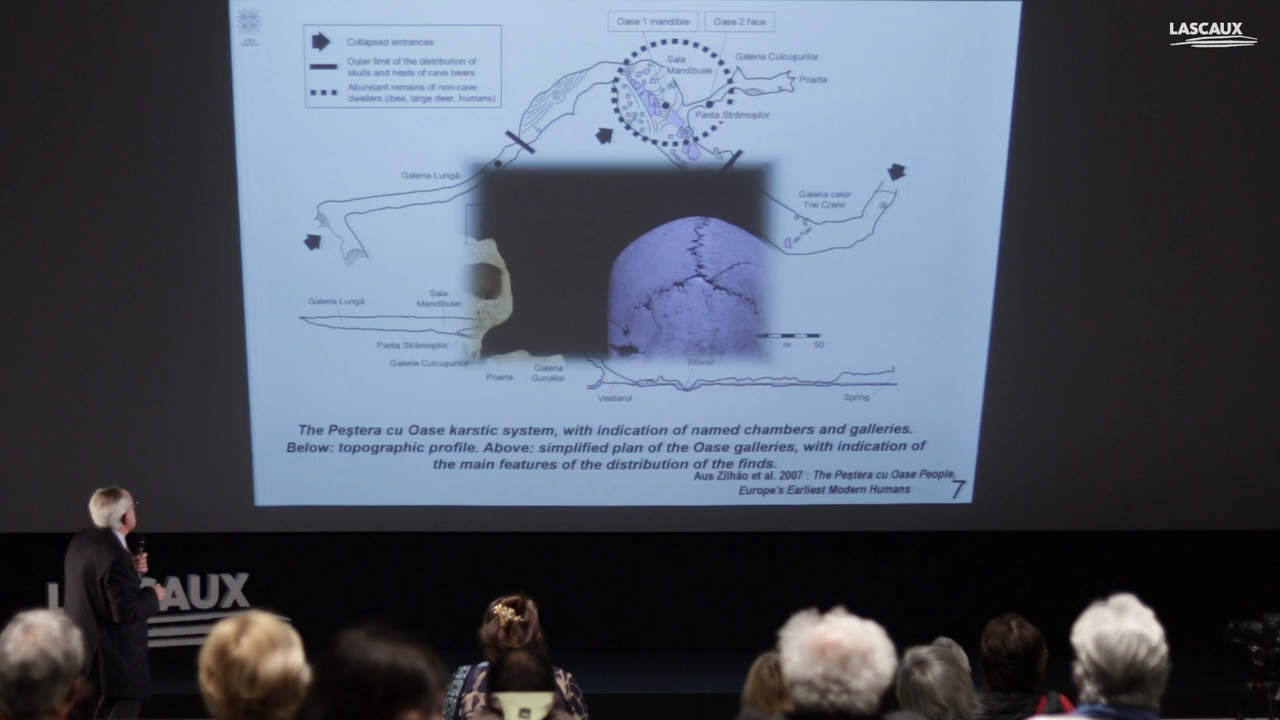 LASCAUX
Oase 1 mandible
Oase 2 face
Collapsed entrances
Outer limit of the distribution of
skulls and nests of cave bears
Abundant remains of non-cave
dwellers (ibex, large deer, humans)
Sala
Mandibulei
Galeria Culcuşurilor
Poarta
Panta Strămoşilor
Galeria Lungă
Galeria celor
Trei Cranii
Galeria Lungă
Sala
Mandibulei
Panta Strămoşilor
Galeria Culcuşurilor
Poarta
Galeria
Gururilor
m 50
Sifonul
Vestiarul
Spring
The Peştera cu Oase karstic system, with indication of named chambers and galleries.
Below: topographic profile. Above: simplified plan of the Oase galleries, with indication of
the main features of the distribution of the finds.
Aus Zilhão et al. 2007 : The Peştera cu Oase People,
Europe's Earliest Modern Humans
7
L SCAUX